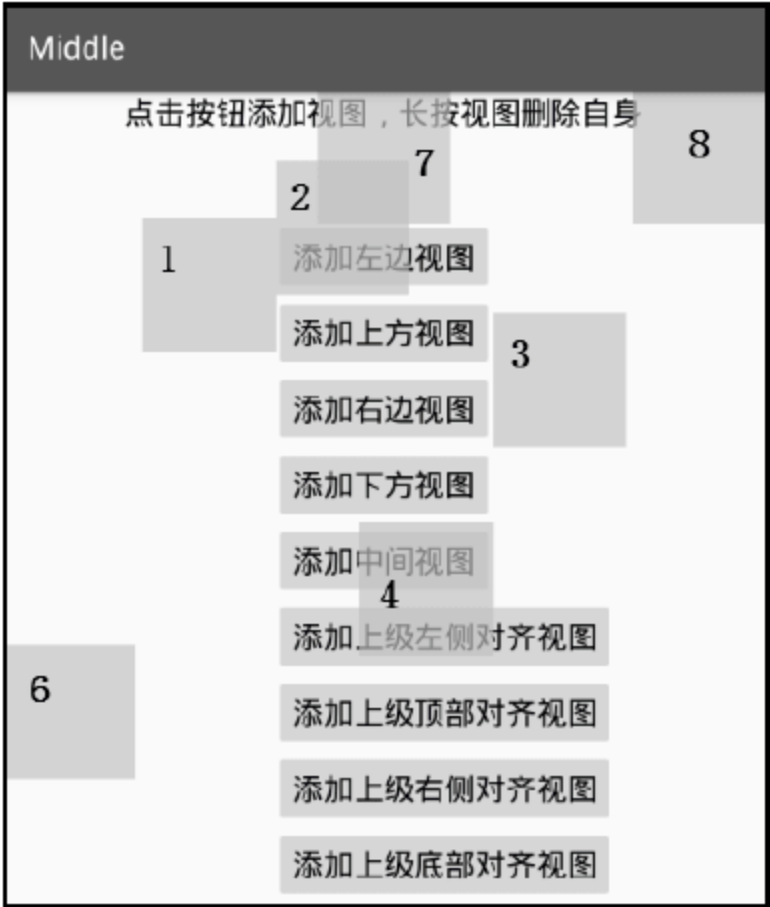 Middle
点击按钮添加视图，长按视图删除自身
7
8
2
1
添加左边视图
添加上方视图
3
添加右边视图
添加下方视图
添加中间视图
4
添加上级左侧对齐视图
6
添加上级顶部对齐视图
添加上级右侧对齐视图
添加上级底部对齐视图